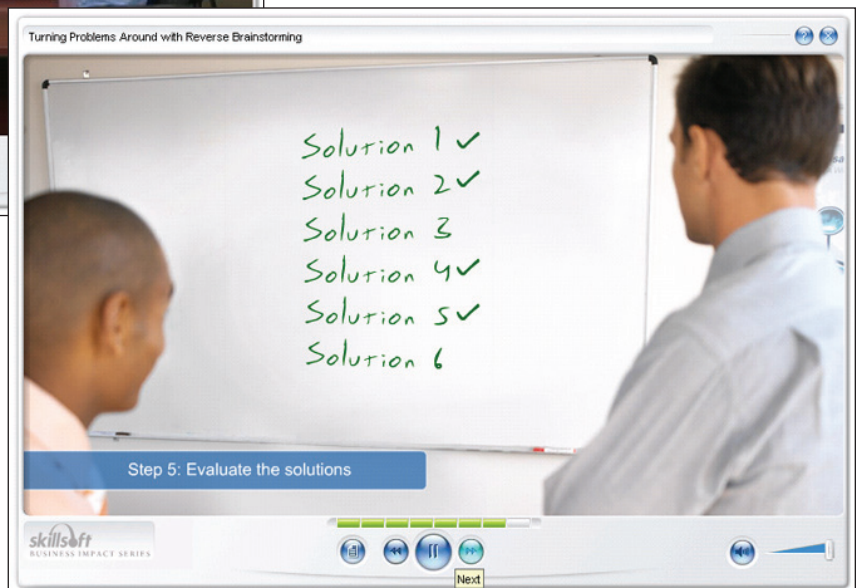 Turning Problems Around with Reverse Brainstorming
Solution 1 ✓
Solution 2 ✓
Solution 3
Solution 4 ✓
Solution 5 ✓
Solution 6
Step 5: Evaluate the solutions
skillsoft
BUSINESS IMPACT SERIES
Next